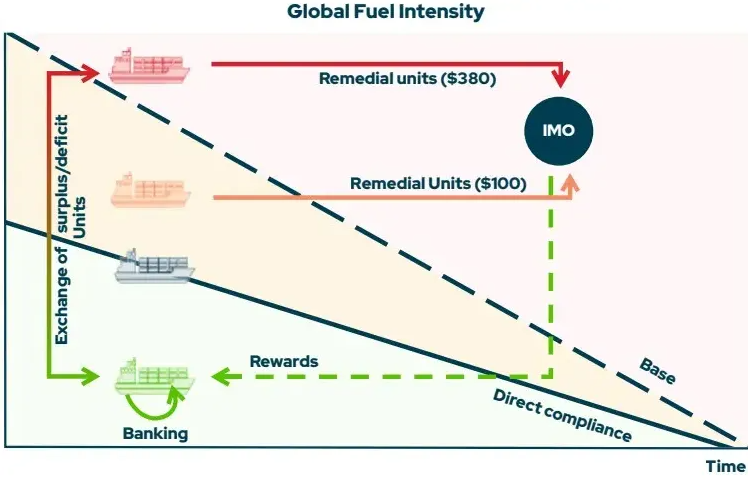 Global Fuel Intensity
Remedial units ($380)
IMO
Remedial Units ($100)
Exchange of surplus/deficit
Units
Rewards
Base
Direct compliance
Banking
Time